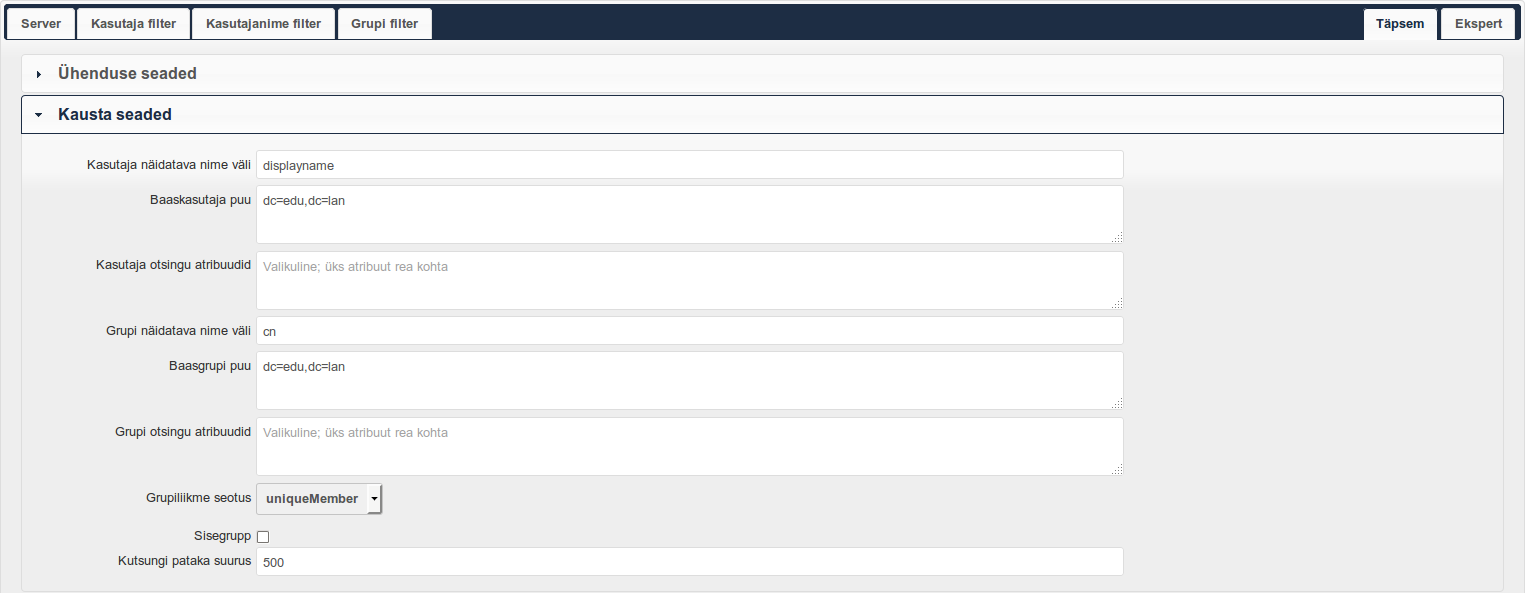 Server Kasutaja filter Kasutajanime filter Grupi filter Täpsem Ekspert
Ühenduse seaded
Kausta seaded
Kasutaja näidatava nime väli displayname
Baaskasutaja puu dc=edu,dc=lan
Kasutaja otsingu atribuudid Valikuline; üks atribuut rea kohta
Grupi näidatava nime väli cn
Baasgrupi puu dc=edu,dc=lan
Grupi otsingu atribuudid Valikuline; üks atribuut rea kohta
Grupiliikme seotus uniqueMember
Sisegrupp
Kutsungi pataka suurus 500